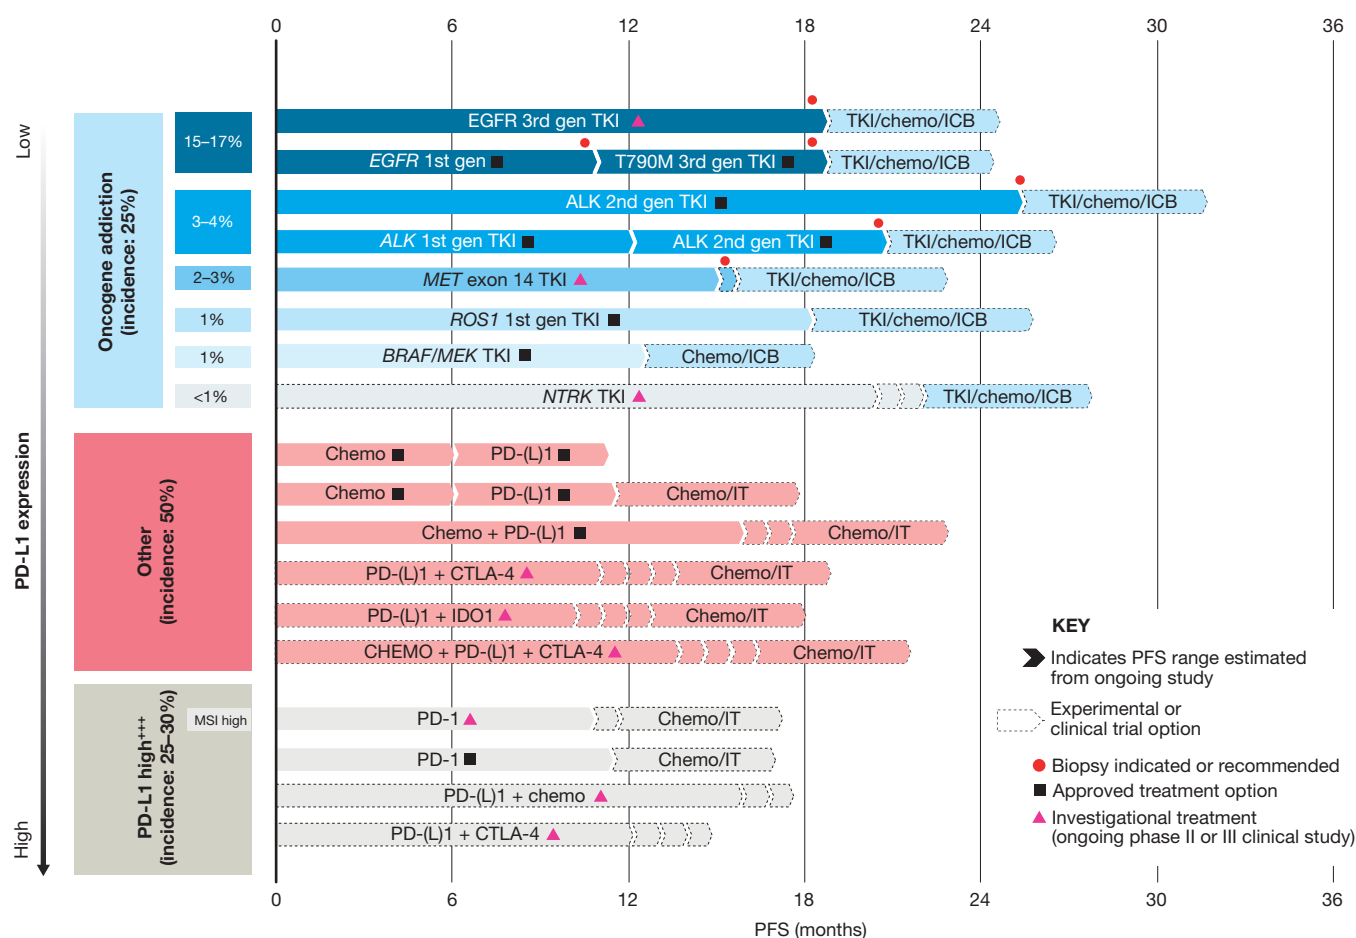 0 6 12 18 24 30 36
Low
PD-L1 expression
High
Oncogene addiction
(incidence: 25%)
15–17%
EGFR 3rd gen TKI TKI/chemo/ICB
EGFR 1st gen T790M 3rd gen TKI TKI/chemo/ICB
3–4%
ALK 2nd gen TKI TKI/chemo/ICB
ALK 1st gen TKI ALK 2nd gen TKI TKI/chemo/ICB
2–3%
MET exon 14 TKI TKI/chemo/ICB
1%
ROS1 1st gen TKI TKI/chemo/ICB
1%
BRAF/MEK TKI Chemo/ICB
<1%
NTRK TKI TKI/chemo/ICB
Other
(incidence: 50%)
Chemo PD-(L)1
Chemo PD-(L)1 Chemo/IT
Chemo + PD-(L)1 Chemo/IT
PD-(L)1 + CTLA-4 Chemo/IT
PD-(L)1 + IDO1 Chemo/IT
CHEMO + PD-(L)1 + CTLA-4 Chemo/IT
PD-L1 high+++
(incidence: 25–30%)
MSI high
PD-1 Chemo/IT
PD-1 Chemo/IT
PD-(L)1 + chemo
PD-(L)1 + CTLA-4
KEY
Indicates PFS range estimated
from ongoing study
Experimental or
clinical trial option
Biopsy indicated or recommended
Approved treatment option
Investigational treatment
(ongoing phase II or III clinical study)
0 6 12 18 24 30 36
PFS (months)